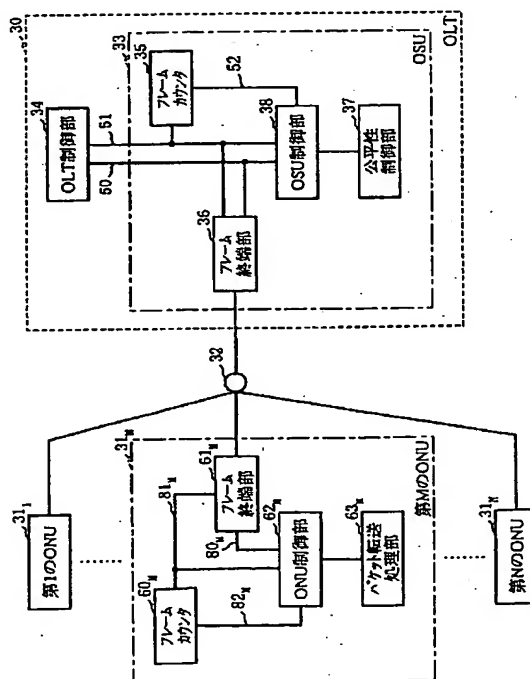 30
OLT
34
OLT制御部
51
50
33
OSU
35
フレーム
カウンタ
52
38
OSU制御部
37
公平性
制御部
36
フレーム
終端部
32
31₁
第1のONU
31M
第MのONU
61M
フレーム
終端部
81M
80M
60M
フレーム
カウンタ
82M
62M
ONU制御部
63M
パケット転送
処理部
31N
第NのONU